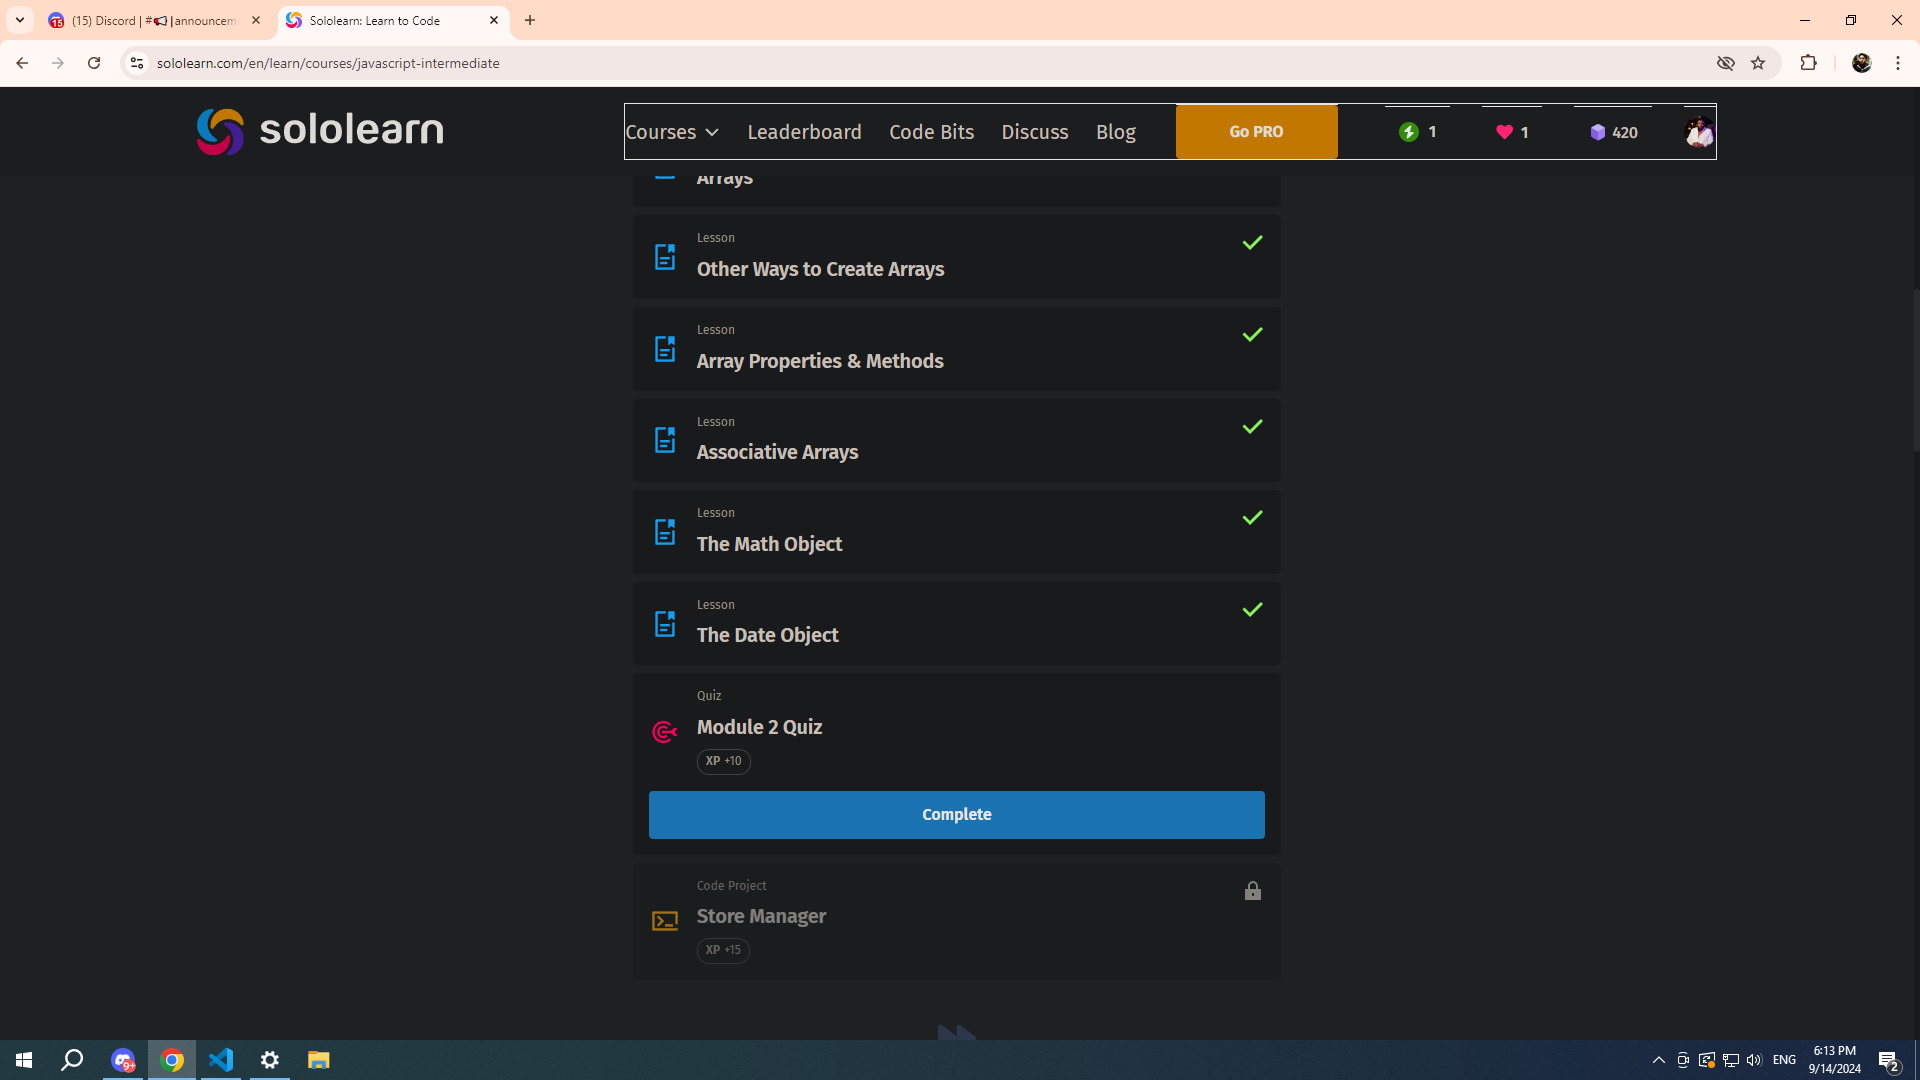 (15) Discord | #📢|announcem
Sololearn: Learn to Code
sololearn.com/en/learn/courses/javascript-intermediate
sololearn
Courses
Leaderboard
Code Bits
Discuss
Blog
Go PRO
1
1
420
Arrays
Lesson
Other Ways to Create Arrays
Lesson
Array Properties & Methods
Lesson
Associative Arrays
Lesson
The Math Object
Lesson
The Date Object
Quiz
Module 2 Quiz
XP +10
Complete
Code Project
Store Manager
XP +15
9+
ENG
6:13 PM
9/14/2024
2